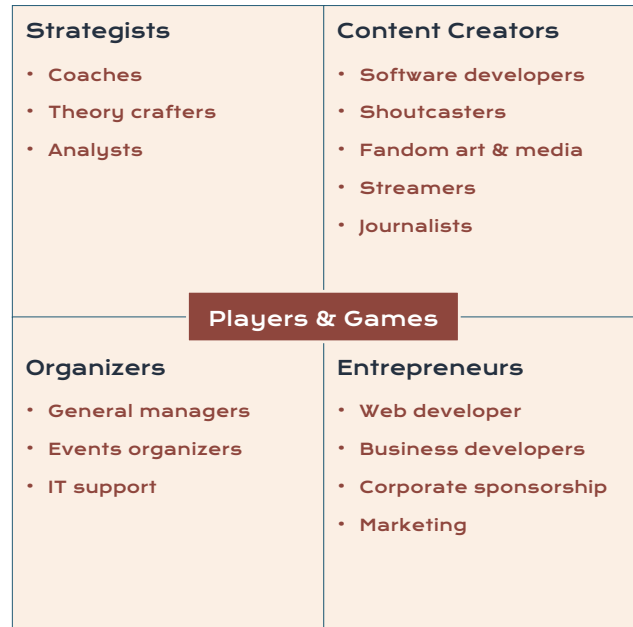 Strategists
• Coaches
• Theory crafters
• Analysts
Content Creators
• Software developers
• Shoutcasters
• Fandom art & media
• Streamers
• Journalists
Players & Games
Organizers
• General managers
• Events organizers
• IT support
Entrepreneurs
• Web developer
• Business developers
• Corporate sponsorship
• Marketing